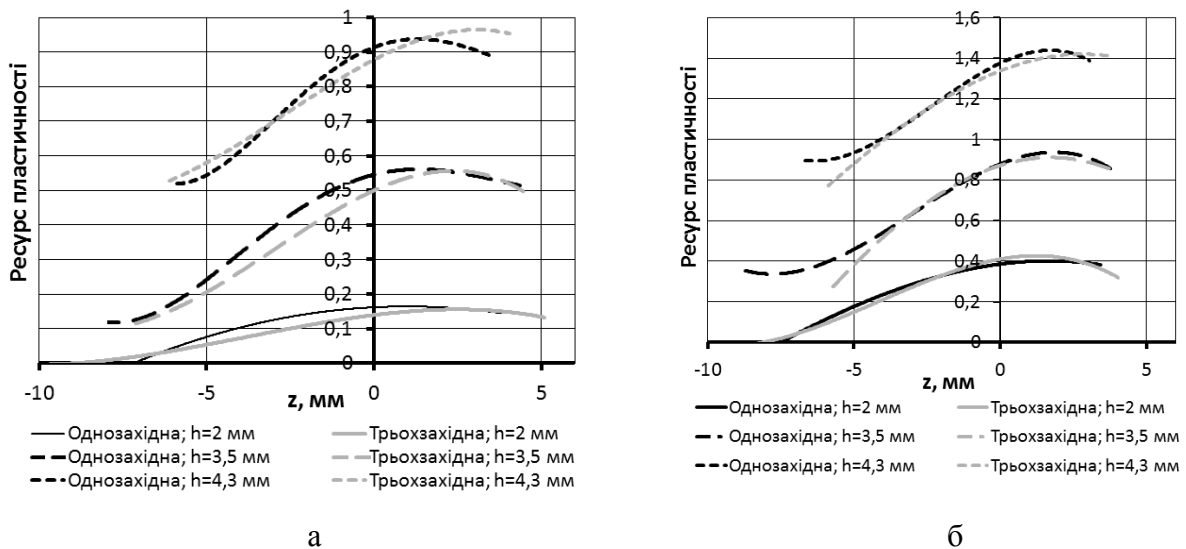 Ресурс пластичності
1
0,9
0,8
0,7
0,6
0,5
0,4
0,3
0,2
0,1
0
-10
-5
0
5
z, мм
Однозахідна; h=2 мм
Трьохзахідна; h=2 мм
Однозахідна; h=3,5 мм
Трьохзахідна; h=3,5 мм
Однозахідна; h=4,3 мм
Трьохзахідна; h=4,3 мм
а
Ресурс пластичності
1,6
1,4
1,2
1
0,8
0,6
0,4
0,2
0
-10
-5
0
5
z, мм
Однозахідна; h=2 мм
Трьохзахідна; h=2 мм
Однозахідна; h=3,5 мм
Трьохзахідна; h=3,5 мм
Однозахідна; h=4,3 мм
Трьохзахідна; h=4,3 мм
б